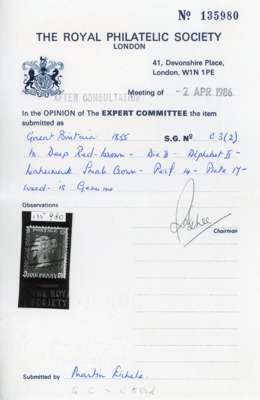 Nº 135980
THE ROYAL PHILATELIC SOCIETY
LONDON
41, Devonshire Place,
London, W1N 1PE
AFTER CONSULTATION
Meeting of -2 APR 1986
In the OPINION of The EXPERT COMMITTEE the item
submitted as
Great Britain 1855 S.G. Nº C3(2)
1d Deep Red-brown - Die II - Alphabet II -
Watermark Small Crown - Perf 14 - Plate 17 -
used - is Genuine
Observations
Chairman
THE ROY
SOCIETY
Submitted by Martin